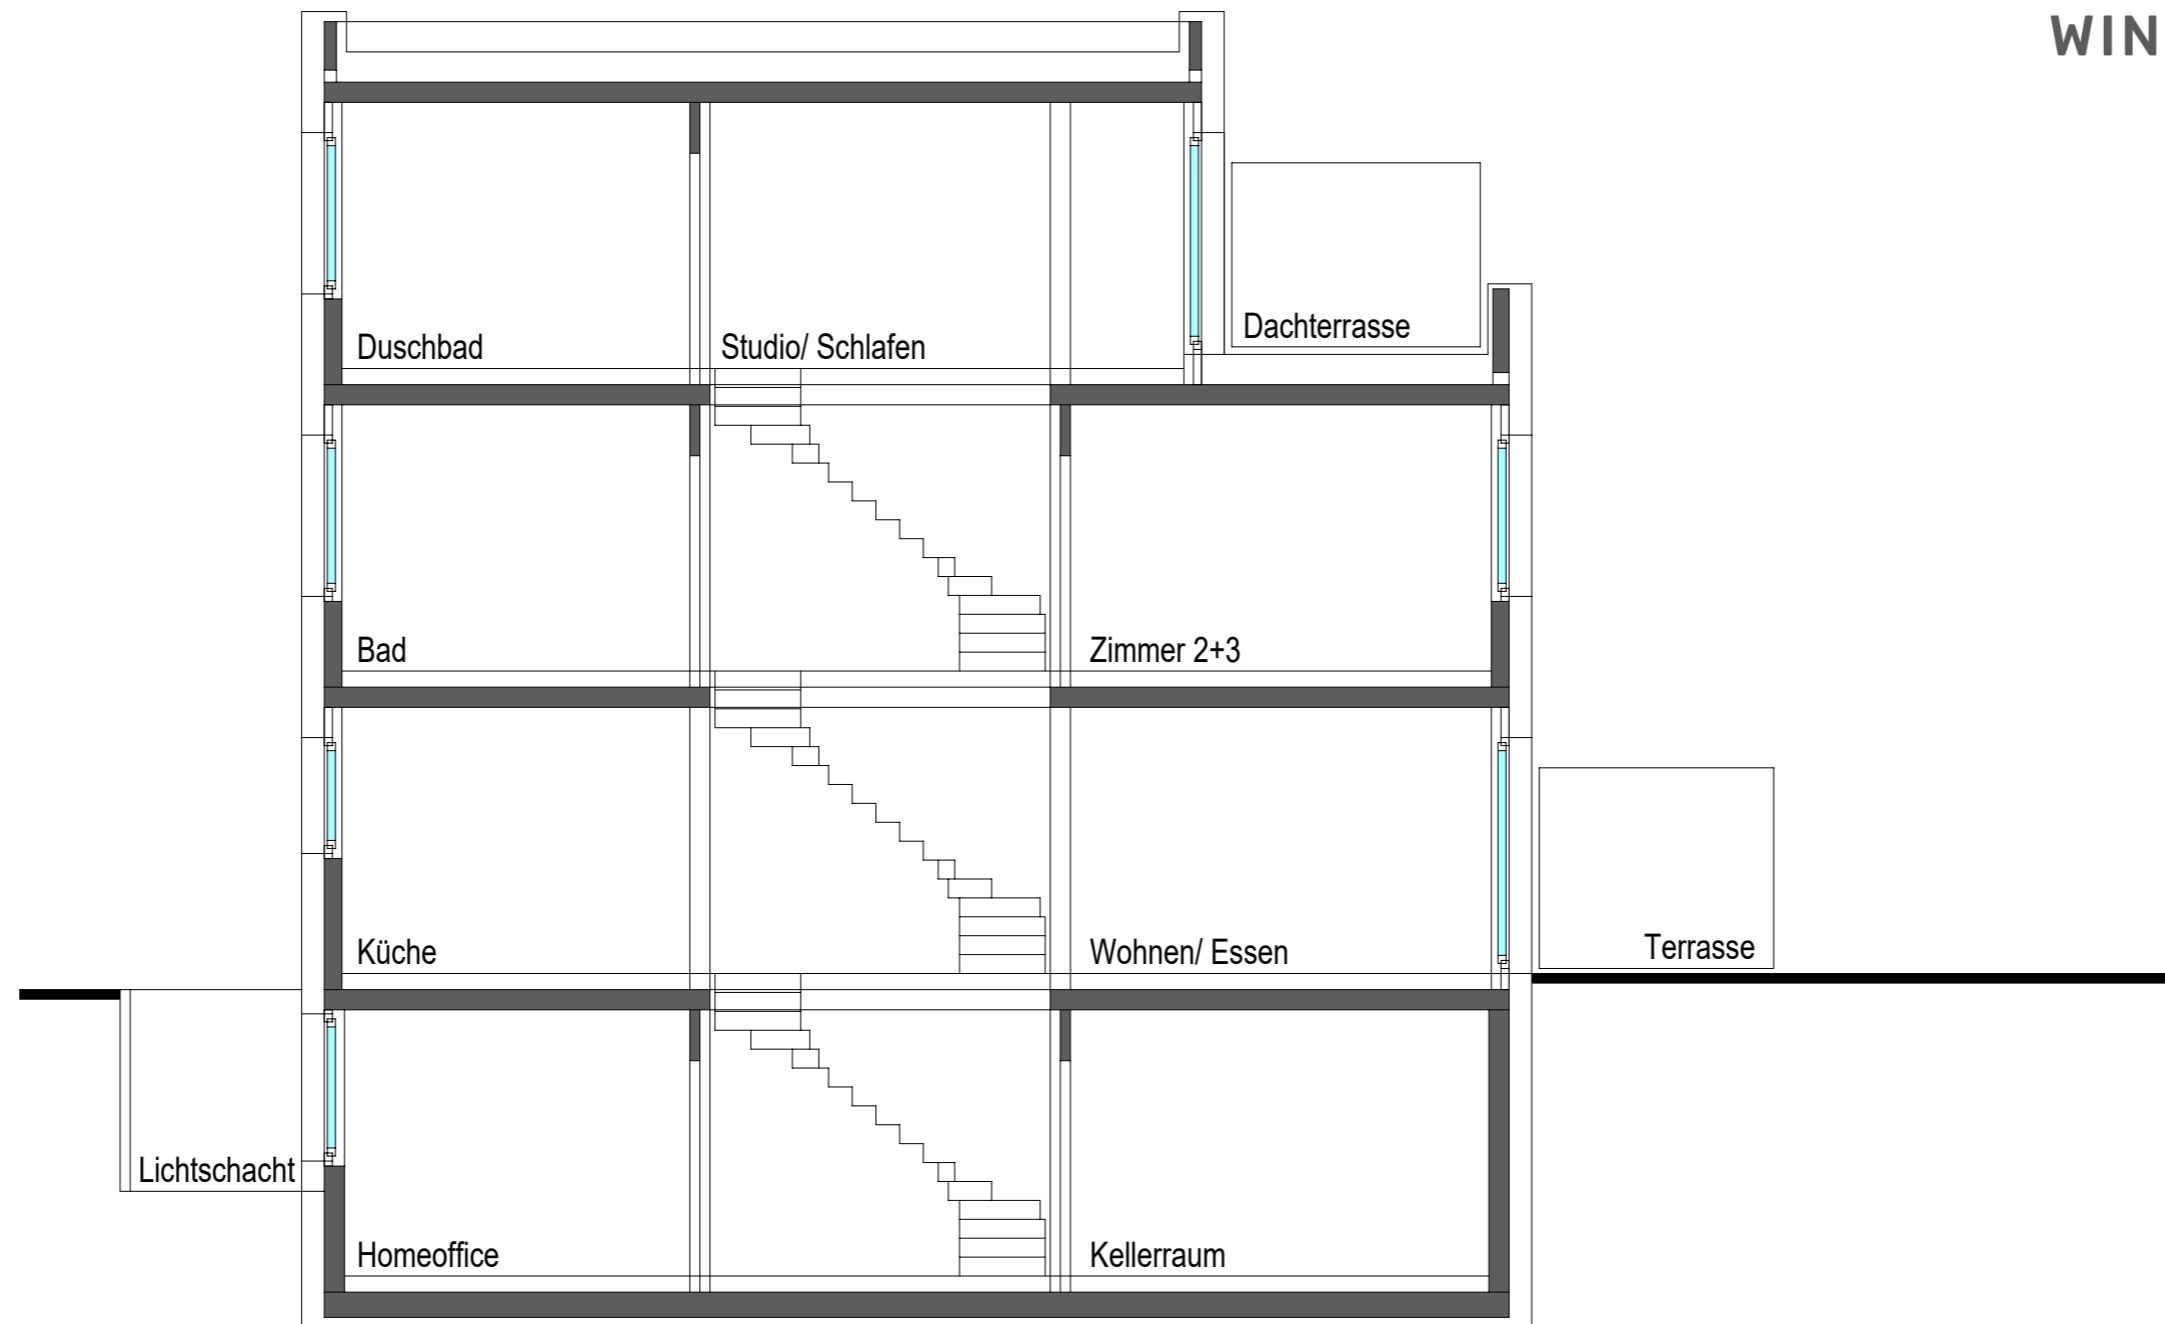 WIN
Dachterrasse
Duschbad
Studio/ Schlafen
Bad
Zimmer 2+3
Küche
Wohnen/ Essen
Terrasse
Lichtschacht
Homeoffice
Kellerraum